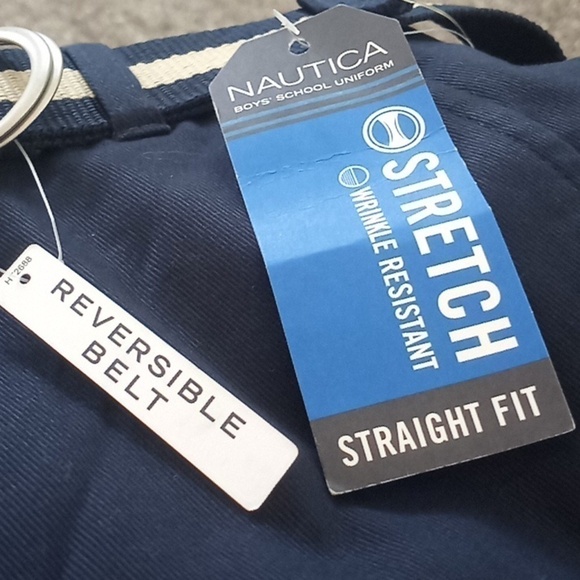 NAUTICA
BOYS' SCHOOL UNIFORM
STRETCH
WRINKLE RESISTANT
STRAIGHT FIT
REVERSIBLE
BELT